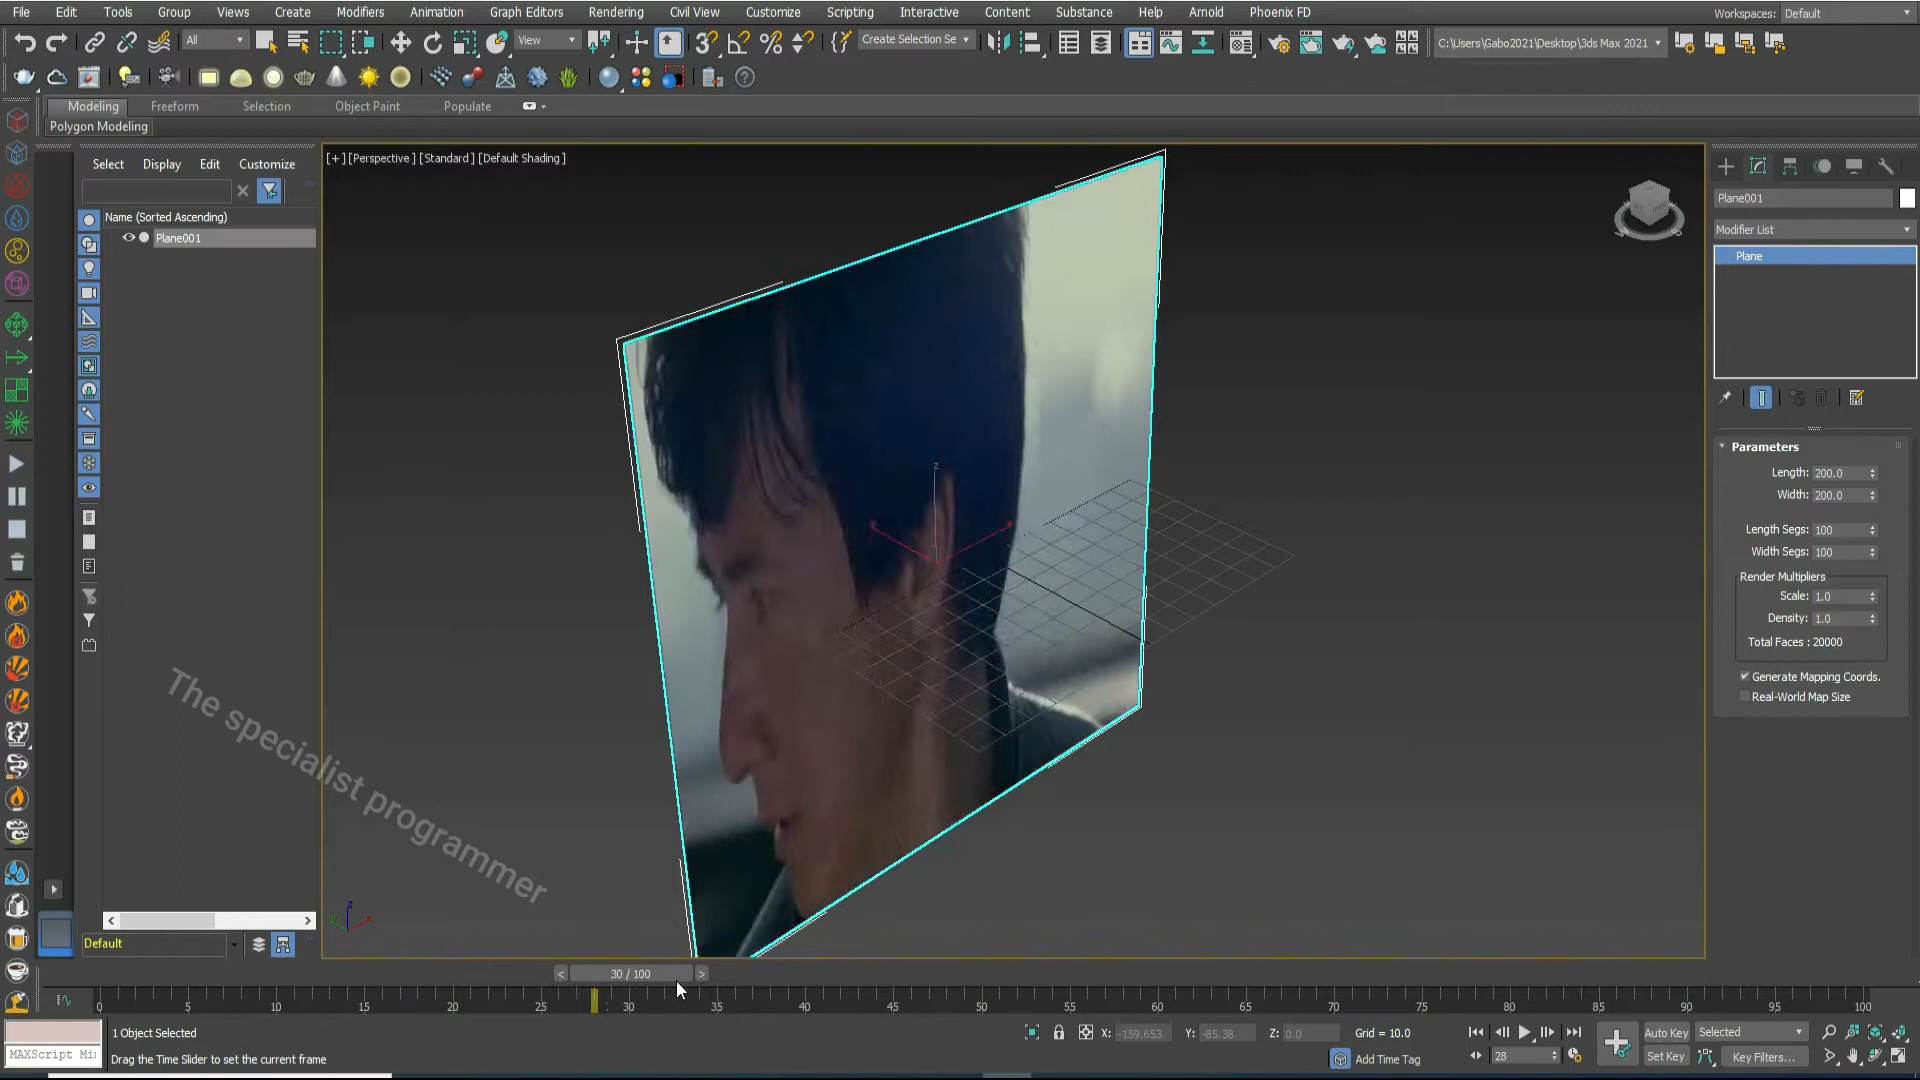 File Edit Tools Group Views Create Modifiers Animation Graph Editors Rendering Civil View Customize Scripting Interactive Content Substance Help Arnold Phoenix FD Workspaces: Default
All View Create Selection Se C:\Users\Gabo2021\Desktop\3ds Max 2021
Modeling Freeform Selection Object Paint Populate
Polygon Modeling
Select Display Edit Customize
[+] [Perspective ] [Standard ] [Default Shading ]
Name (Sorted Ascending)
Plane001
Plane001
Modifier List
Plane
Parameters
Length: 200.0
Width: 200.0
Length Segs: 100
Width Segs: 100
Render Multipliers
Scale: 1.0
Density: 1.0
Total Faces : 20000
Generate Mapping Coords.
Real-World Map Size
The specialist programmer
z
z
x
y
Default
< 30 / 100 >
0 5 10 15 20 25 30 35 40 45 50 55 60 65 70 75 80 85 90 95 100
1 Object Selected X: -159.653 Y: -85.38 Z: 0.0 Grid = 10.0 Auto Key Selected
MAXScript Mi Drag the Time Slider to set the current frame Add Time Tag 28 Set Key Key Filters...